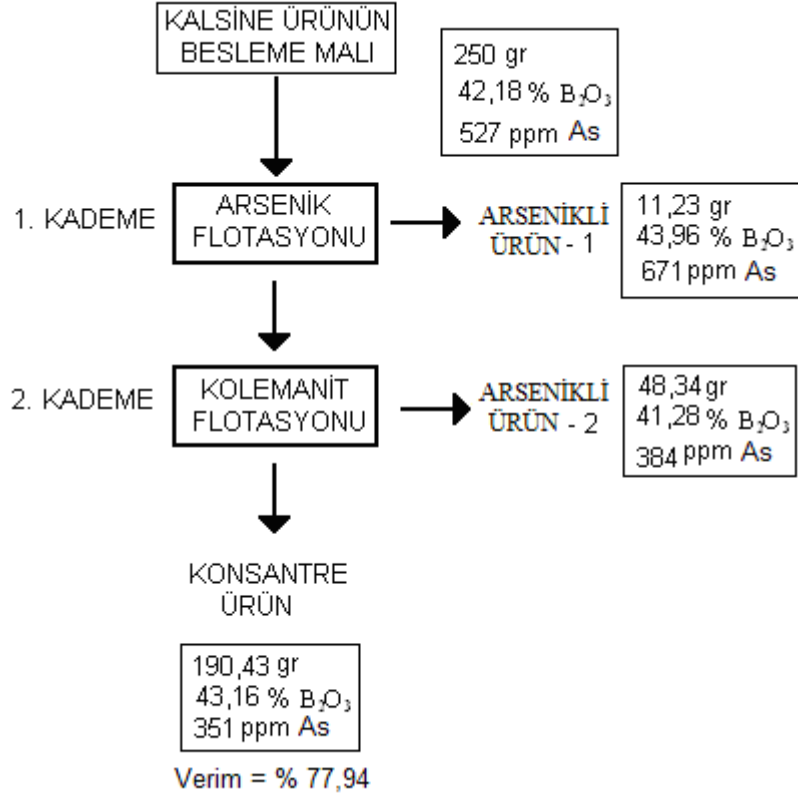 KALSİNE ÜRÜNÜN
BESLEME MALI
250 gr
42,18 % B₂O₃
527 ppm As
1. KADEME
ARSENİK
FLOTASYONU
ARSENİKLİ
ÜRÜN - 1
11,23 gr
43,96 % B₂O₃
671 ppm As
2. KADEME
KOLEMANİT
FLOTASYONU
ARSENİKLİ
ÜRÜN - 2
48,34 gr
41,28 % B₂O₃
384 ppm As
KONSANTRE
ÜRÜN
190,43 gr
43,16 % B₂O₃
351 ppm As
Verim = % 77,94